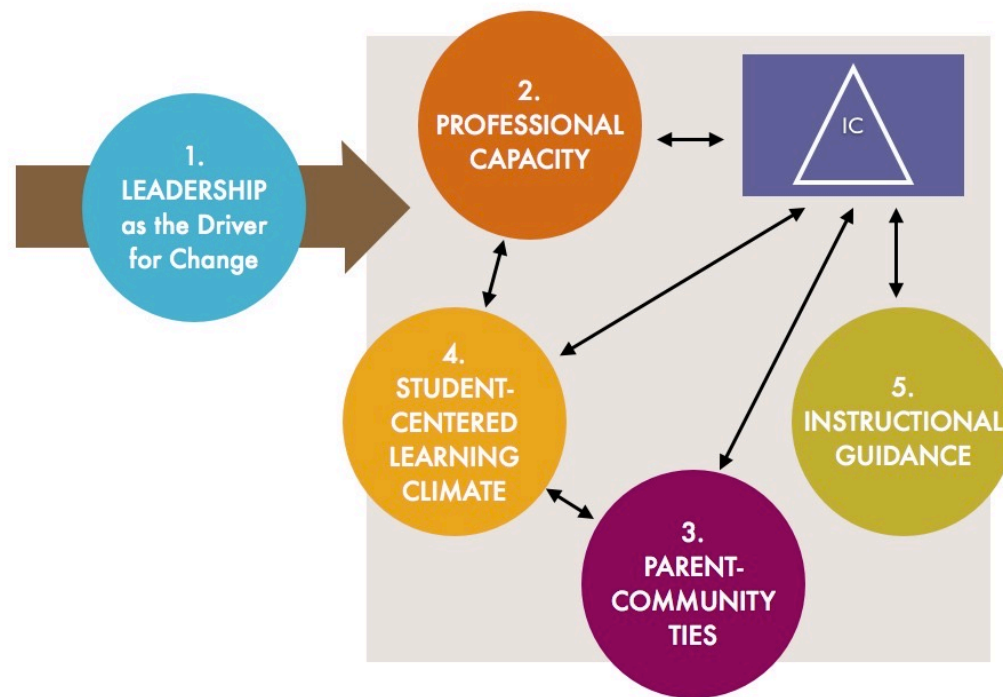 1.
LEADERSHIP
as the Driver
for Change
2.
PROFESSIONAL
CAPACITY
IC
4.
STUDENT-
CENTERED
LEARNING
CLIMATE
5.
INSTRUCTIONAL
GUIDANCE
3.
PARENT-
COMMUNITY
TIES